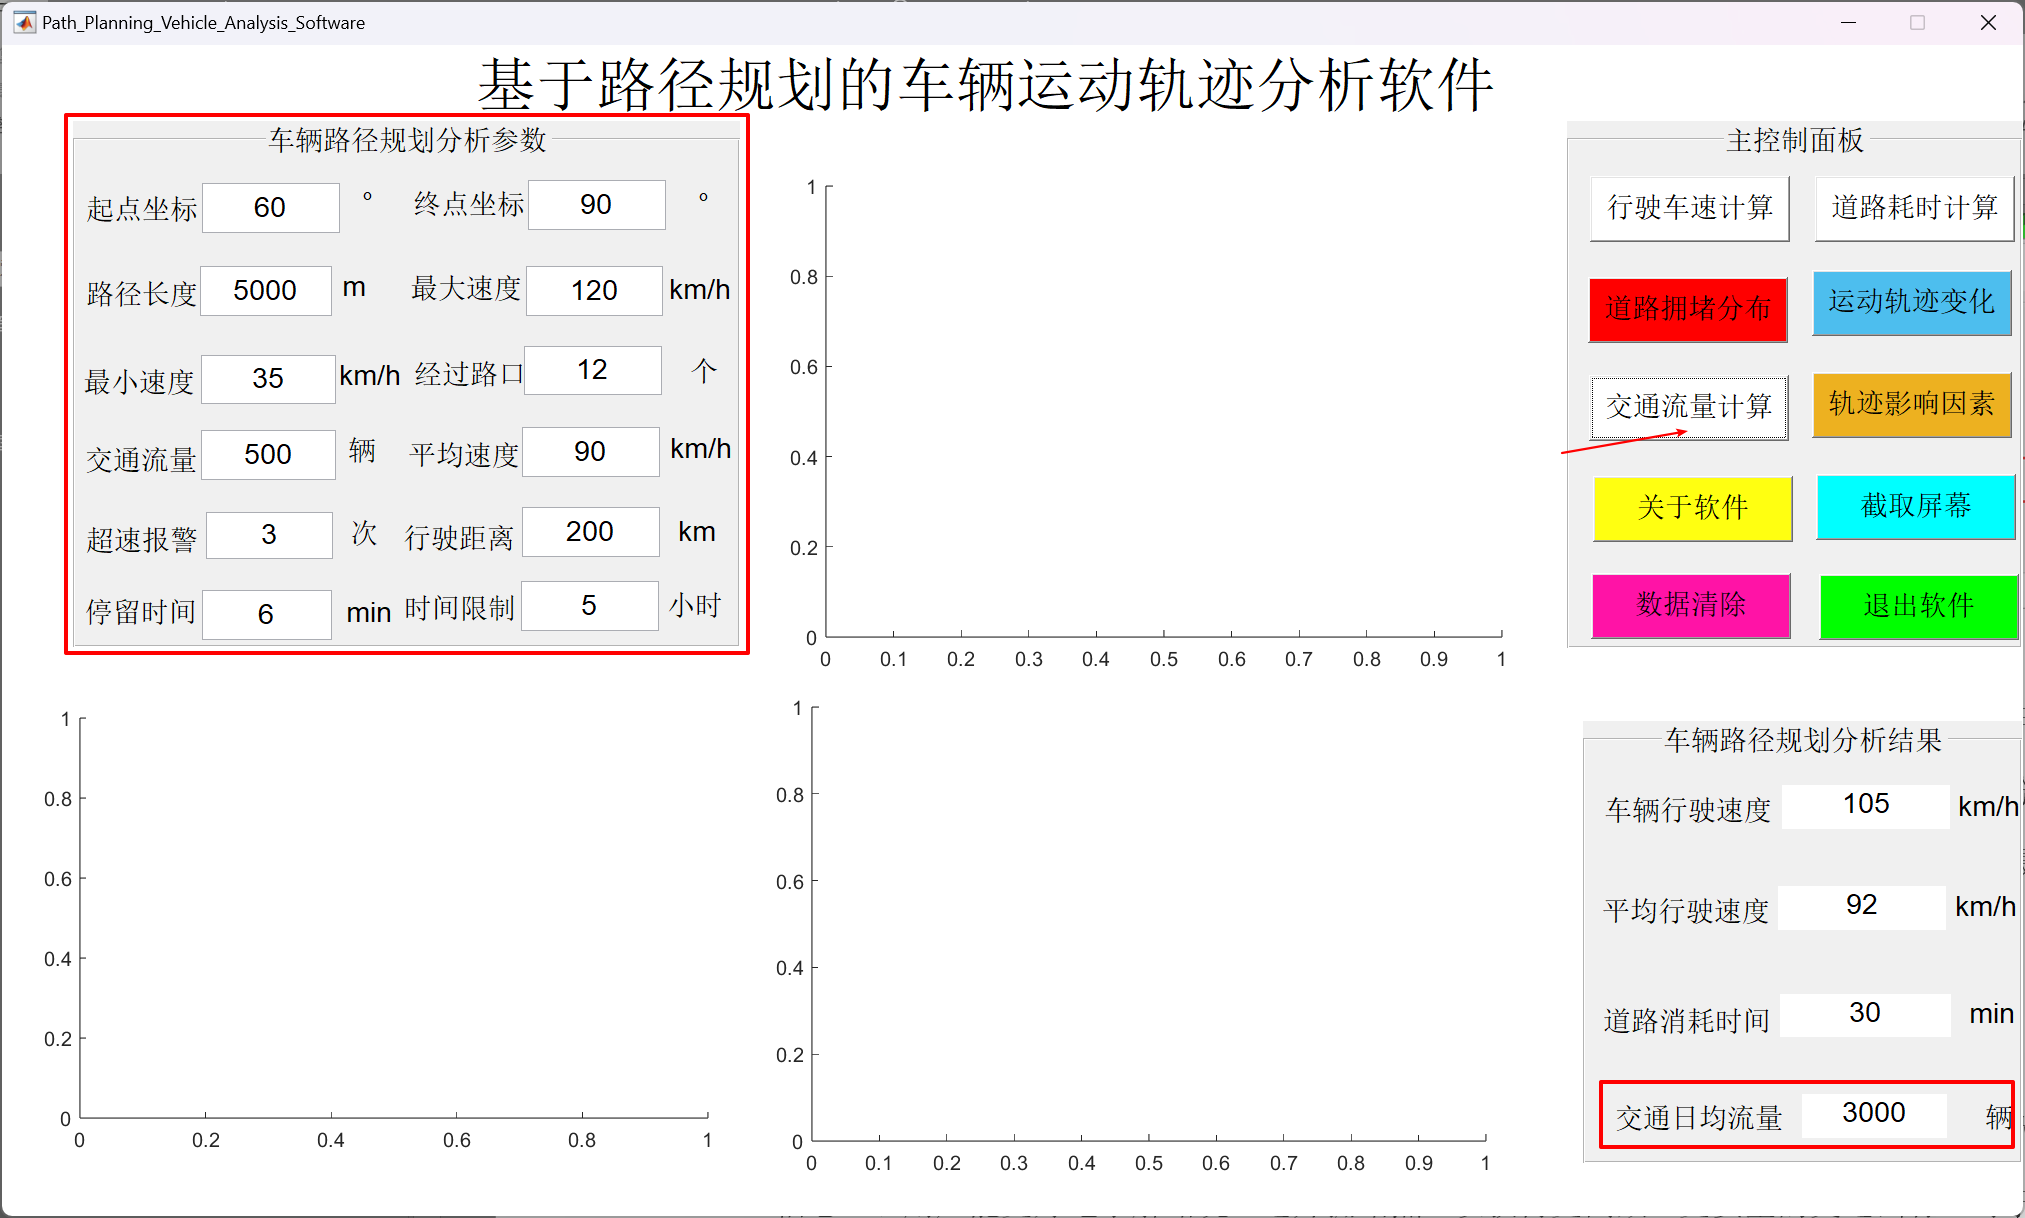 Path_Planning_Vehicle_Analysis_Software
基于路径规划的车辆运动轨迹分析软件
车辆路径规划分析参数
起点坐标 60 ° 终点坐标 90 °
路径长度 5000 m 最大速度 120 km/h
最小速度 35 km/h 经过路口 12 个
交通流量 500 辆 平均速度 90 km/h
超速报警 3 次 行驶距离 200 km
停留时间 6 min 时间限制 5 小时
1
0.8
0.6
0.4
0.2
0
0 0.1 0.2 0.3 0.4 0.5 0.6 0.7 0.8 0.9 1
主控制面板
行驶车速计算 道路耗时计算
道路拥堵分布 运动轨迹变化
交通流量计算 轨迹影响因素
关于软件 截取屏幕
数据清除 退出软件
1
0.8
0.6
0.4
0.2
0
0 0.2 0.4 0.6 0.8 1
1
0.8
0.6
0.4
0.2
0
0 0.1 0.2 0.3 0.4 0.5 0.6 0.7 0.8 0.9 1
车辆路径规划分析结果
车辆行驶速度 105 km/h
平均行驶速度 92 km/h
道路消耗时间 30 min
交通日均流量 3000 辆